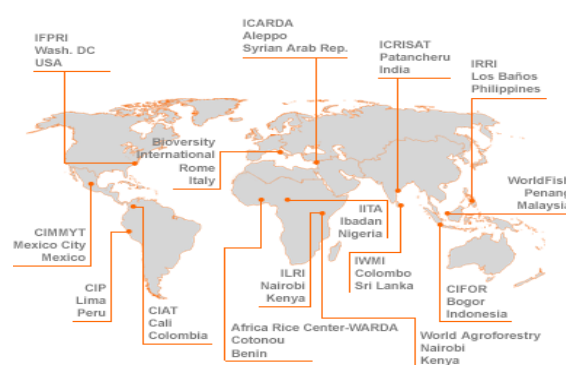 IFPRI
Wash. DC
USA
ICARDA
Aleppo
Syrian Arab Rep.
ICRISAT
Patancheru
India
IRRI
Los Baños
Philippines
Bioversity
International
Rome
Italy
WorldFish
Penang
Malaysia
CIMMYT
Mexico City
Mexico
IITA
Ibadan
Nigeria
CIP
Lima
Peru
CIAT
Cali
Colombia
ILRI
Nairobi
Kenya
IWMI
Colombo
Sri Lanka
CIFOR
Bogor
Indonesia
Africa Rice Center-WARDA
Cotonou
Benin
World Agroforestry
Nairobi
Kenya